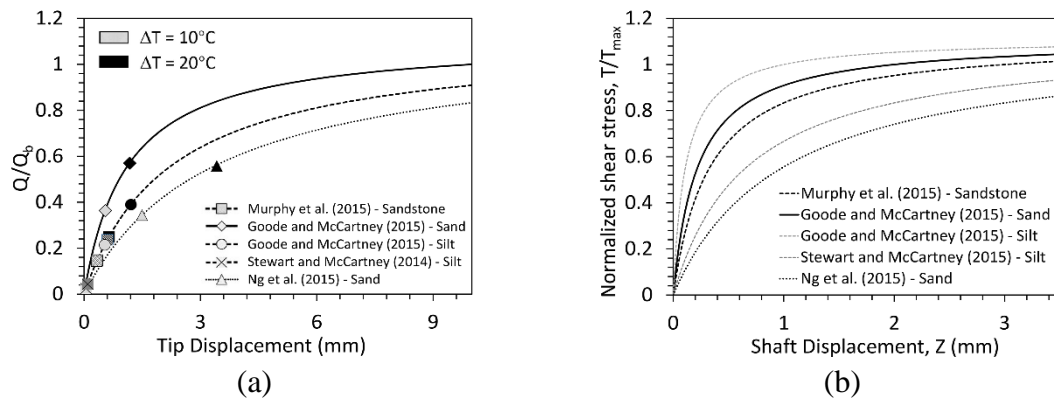 1.2
1
0.8
0.6
0.4
0.2
0
Q/Qb
ΔT = 10°C
ΔT = 20°C
Murphy et al. (2015) - Sandstone
Goode and McCartney (2015) - Sand
Goode and McCartney (2015) - Silt
Stewart and McCartney (2014) - Silt
Ng et al. (2015) - Sand
0 3 6 9
Tip Displacement (mm)
(a)
1.2
1
0.8
0.6
0.4
0.2
0
Normalized shear stress, T/Tmax
Murphy et al. (2015) - Sandstone
Goode and McCartney (2015) - Sand
Goode and McCartney (2015) - Silt
Stewart and McCartney (2015) - Silt
Ng et al. (2015) - Sand
0 1 2 3
Shaft Displacement, Z (mm)
(b)